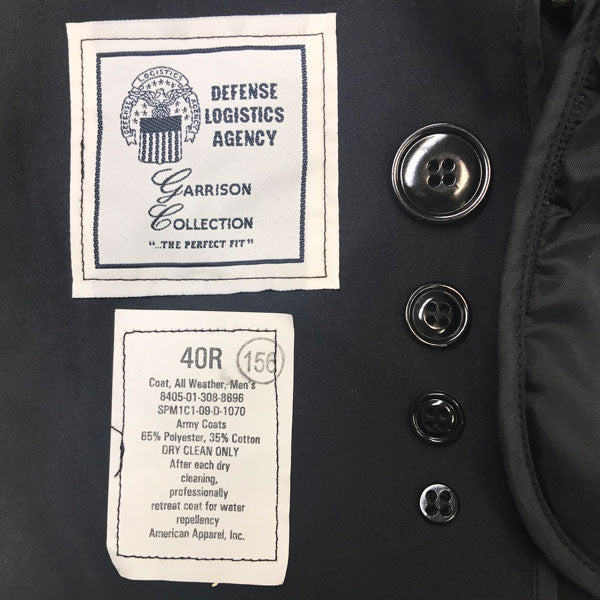 DEFENSE LOGISTICS AGENCY
DEFENSE
LOGISTICS
AGENCY
Garrison
Collection
"...THE PERFECT FIT"
40R 156
Coat, All Weather, Men's
8405-01-308-8696
SPM1C1-09-D-1070
Army Coats
65% Polyester, 35% Cotton
DRY CLEAN ONLY
After each dry
cleaning,
professionally
retreat coat for water
repellency
American Apparel, Inc.